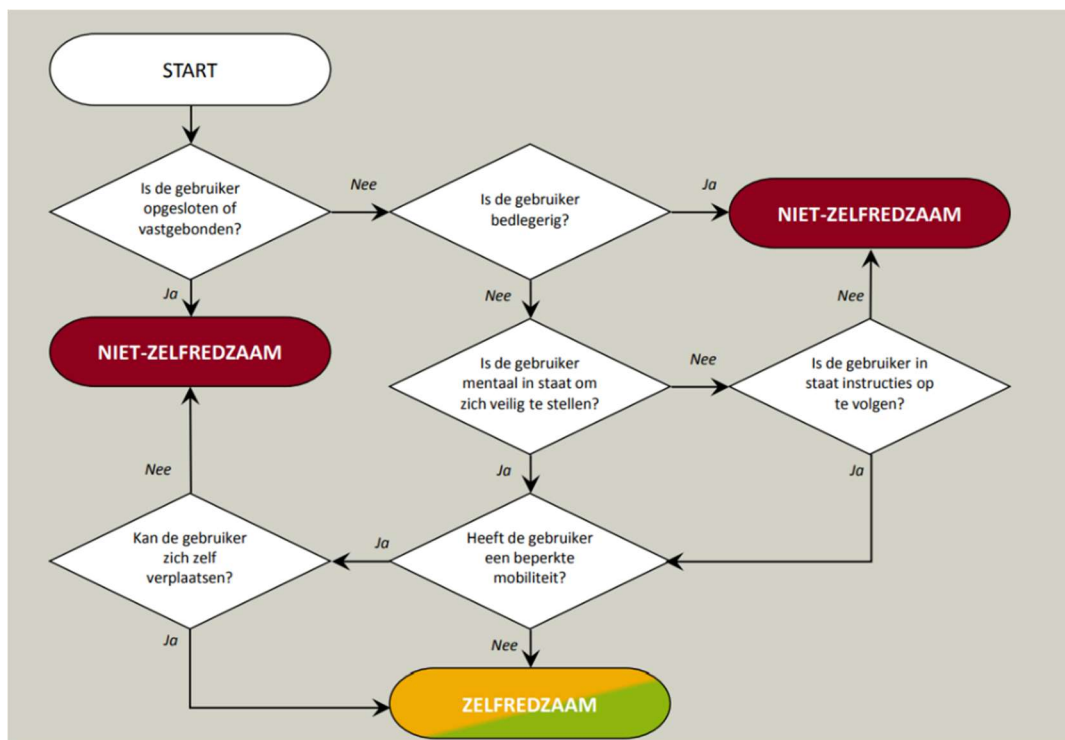 START
Is de gebruiker
opgesloten of
vastgebonden?
Nee
Is de gebruiker
bedlegerig?
Ja
NIET-ZELFREDZAAM
Ja
Nee
Nee
NIET-ZELFREDZAAM
Is de gebruiker
mentaal in staat om
zich veilig te stellen?
Nee
Is de gebruiker in
staat instructies op
te volgen?
Nee
Ja
Ja
Kan de gebruiker
zich zelf
verplaatsen?
Ja
Heeft de gebruiker
een beperkte
mobiliteit?
Ja
Nee
ZELFREDZAAM